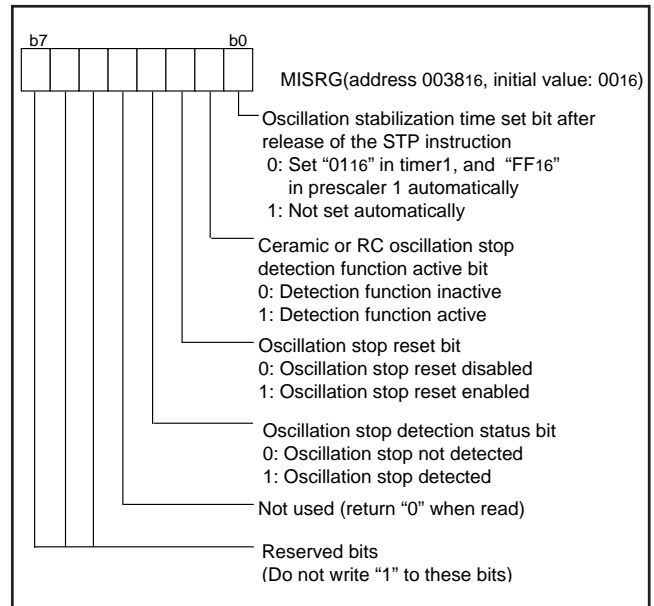 b7 b0
MISRG(address 003816, initial value: 0016)
Oscillation stabilization time set bit after
release of the STP instruction
0: Set “0116” in timer1, and “FF16”
in prescaler 1 automatically
1: Not set automatically
Ceramic or RC oscillation stop
detection function active bit
0: Detection function inactive
1: Detection function active
Oscillation stop reset bit
0: Oscillation stop reset disabled
1: Oscillation stop reset enabled
Oscillation stop detection status bit
0: Oscillation stop not detected
1: Oscillation stop detected
Not used (return “0” when read)
Reserved bits
(Do not write “1” to these bits)